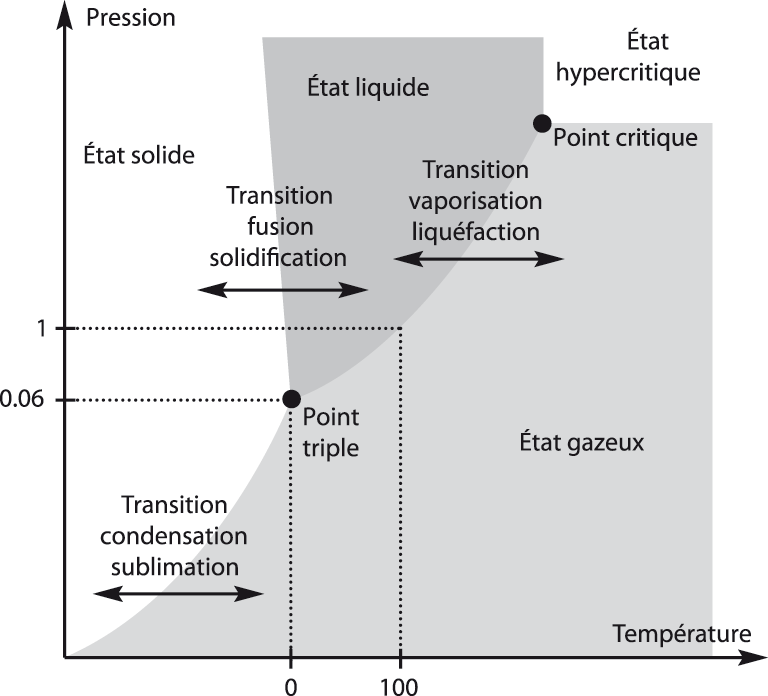 Pression
État
hypercritique
État liquide
Point critique
État solide
Transition
vaporisation
liquéfaction
Transition
fusion
solidification
1
0.06
Point
triple
État gazeux
Transition
condensation
sublimation
Température
0
100